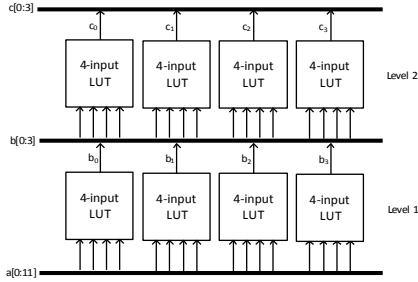 c[0:3]
c0 c1 c2 c3
4-input LUT 4-input LUT 4-input LUT 4-input LUT
Level 2
b[0:3]
b0 b1 b2 b3
4-input LUT 4-input LUT 4-input LUT 4-input LUT
Level 1
a[0:11]